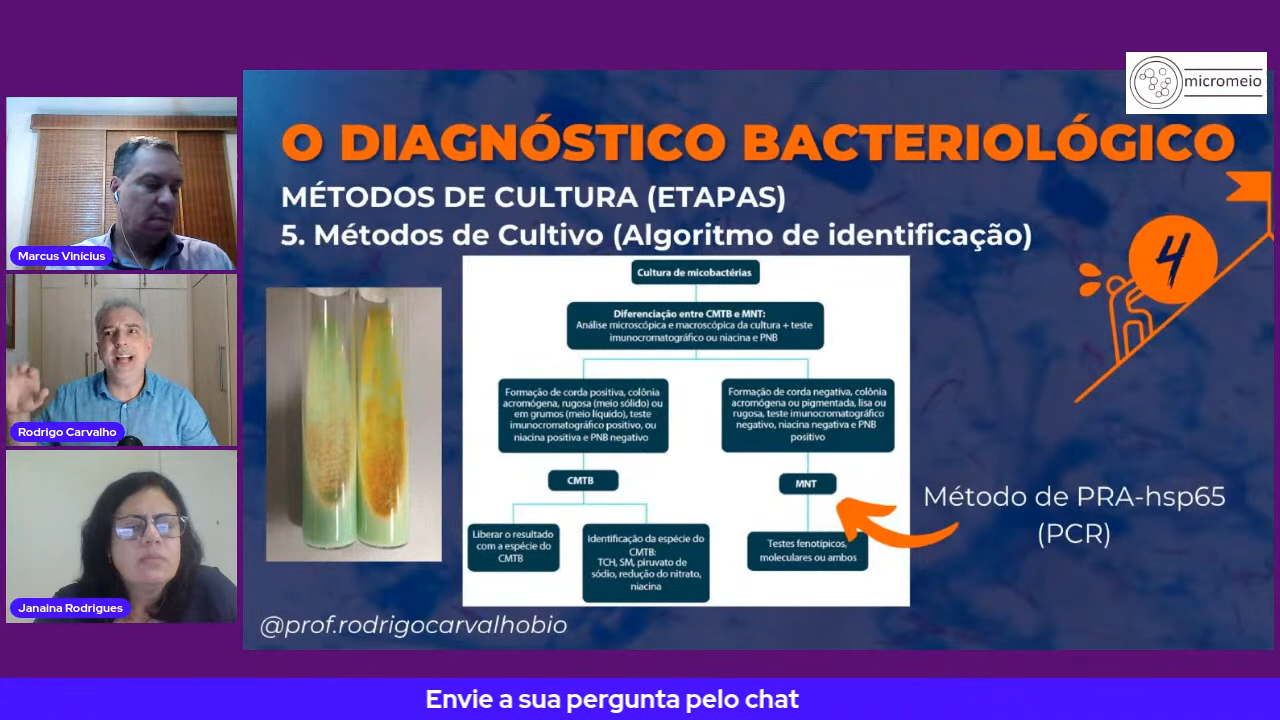 micromeio
O DIAGNÓSTICO BACTERIOLÓGICO
MÉTODOS DE CULTURA (ETAPAS)
5. Métodos de Cultivo (Algoritmo de identificação)
4
Cultura de micobactérias
Diferenciação entre CMTB e MNT:
Análise microscópica e macroscópica da cultura + teste
imunocromatográfico ou niacina e PNB
Formação de corda positiva, colônia
acromógena, rugosa (meio sólido) ou
em grumos (meio líquido), teste
imunocromatográfico positivo, ou
niacina positiva e PNB negativo
Formação de corda negativa, colônia
acromógena ou pigmentada, lisa ou
rugosa, teste imunocromatográfico
negativo, niacina negativa e PNB
positivo
CMTB
MNT
Liberar o resultado
com a espécie do
CMTB
Identificação da espécie do
CMTB:
TCH, SM, piruvato de
sódio, redução do nitrato,
niacina
Testes fenotípicos,
moleculares ou ambos
Método de PRA-hsp65
(PCR)
@prof.rodrigocarvalhobio
Marcus Vinícius
Rodrigo Carvalho
Janaina Rodrigues
Envie a sua pergunta pelo chat